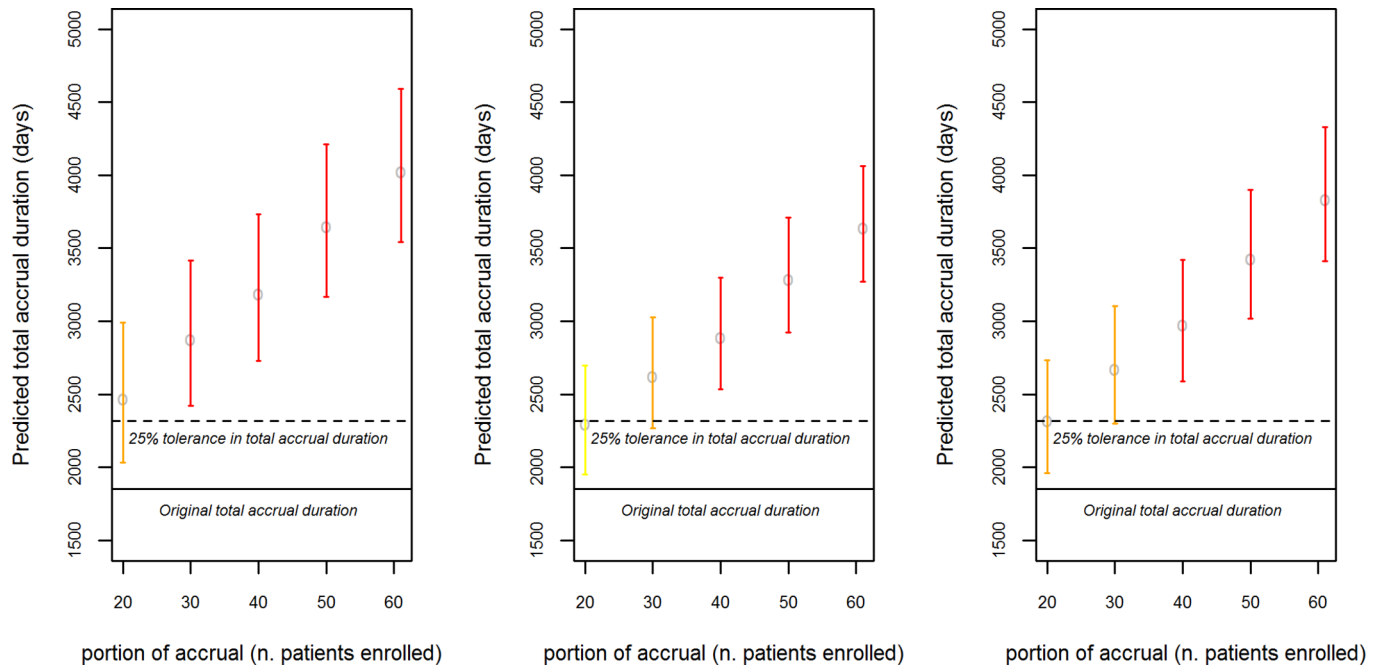 Predicted total accrual duration (days)
5000
4500
4000
3500
3000
2500
2000
1500
25% tolerance in total accrual duration
Original total accrual duration
20 30 40 50 60
portion of accrual (n. patients enrolled)
Predicted total accrual duration (days)
5000
4500
4000
3500
3000
2500
2000
1500
25% tolerance in total accrual duration
Original total accrual duration
20 30 40 50 60
portion of accrual (n. patients enrolled)
Predicted total accrual duration (days)
5000
4500
4000
3500
3000
2500
2000
1500
25% tolerance in total accrual duration
Original total accrual duration
20 30 40 50 60
portion of accrual (n. patients enrolled)